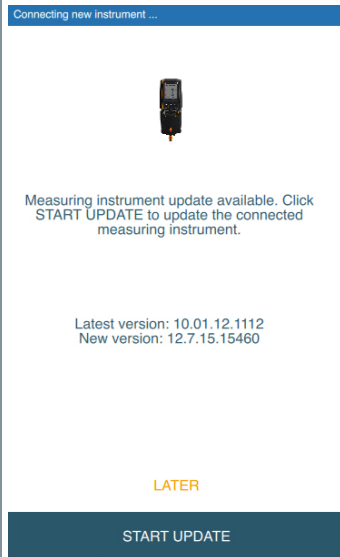 Connecting new instrument ...
Measuring instrument update available. Click
START UPDATE to update the connected
measuring instrument.
Latest version: 10.01.12.1112
New version: 12.7.15.15460
LATER
START UPDATE